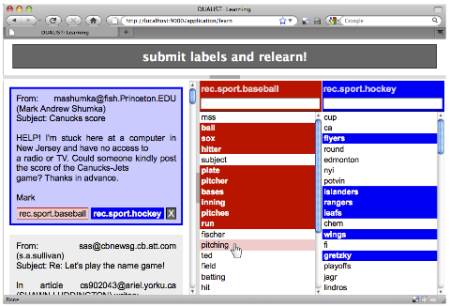 DUALIST: Learning
http://localhost:9000/application/learn
Google
DUALIST: Learning
submit labels and relearn!
From: mashumka@fish.Princeton.EDU
(Mark Andrew Shumka)
Subject: Canucks score
HELP! I'm stuck here at a computer in
New Jersey and have no access to
a radio or TV. Could someone kindly post
the score of the Canucks-Jets
game? Thanks in advance.
Mark
rec.sport.baseball rec.sport.hockey X
From: sas@cbnewsg.cb.att.com
(s.a.sullivan)
Subject: Re: Let's play the name game!
In article cs902043@ariel.yorku.ca
rec.sport.baseball
mss
ball
sox
hitter
subject
plate
pitcher
bases
inning
pitches
run
fischer
pitching
ted
field
batting
hit
rec.sport.hockey
cup
ca
flyers
round
edmonton
nyi
potvin
islanders
rangers
leafs
chem
wings
fi
gretzky
playoffs
jagr
lindros
Done